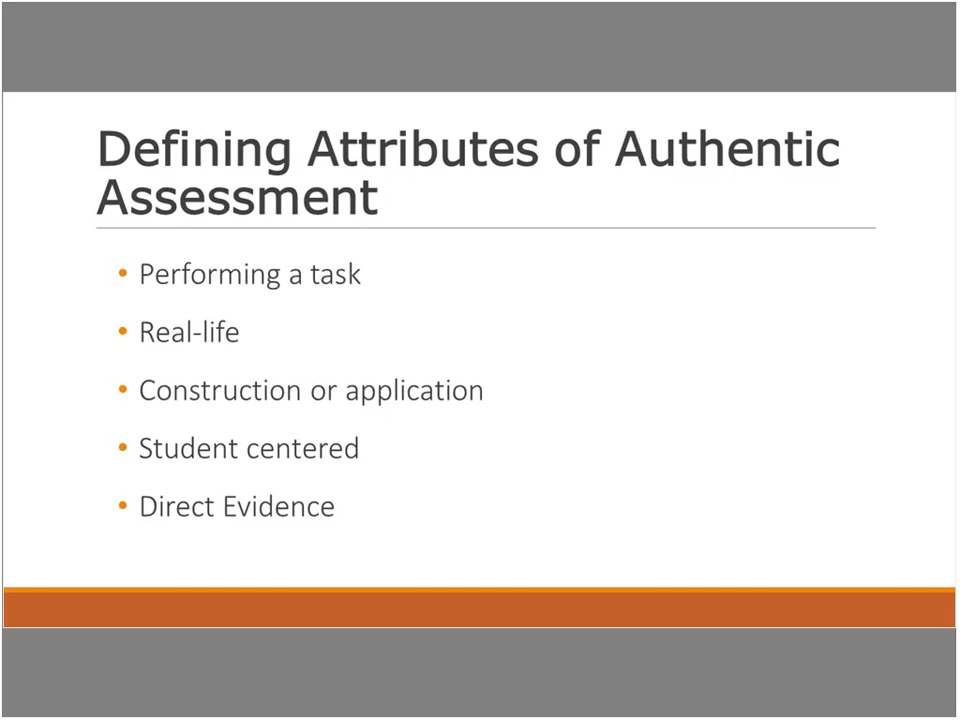 Defining Attributes of Authentic
Assessment
• Performing a task
• Real-life
• Construction or application
• Student centered
• Direct Evidence